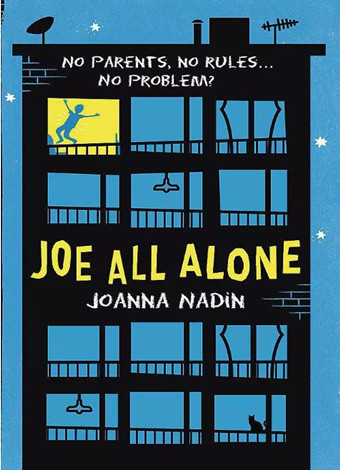 NO PARENTS, NO RULES...
NO PROBLEM?
JOE ALL ALONE
JOANNA NADIN